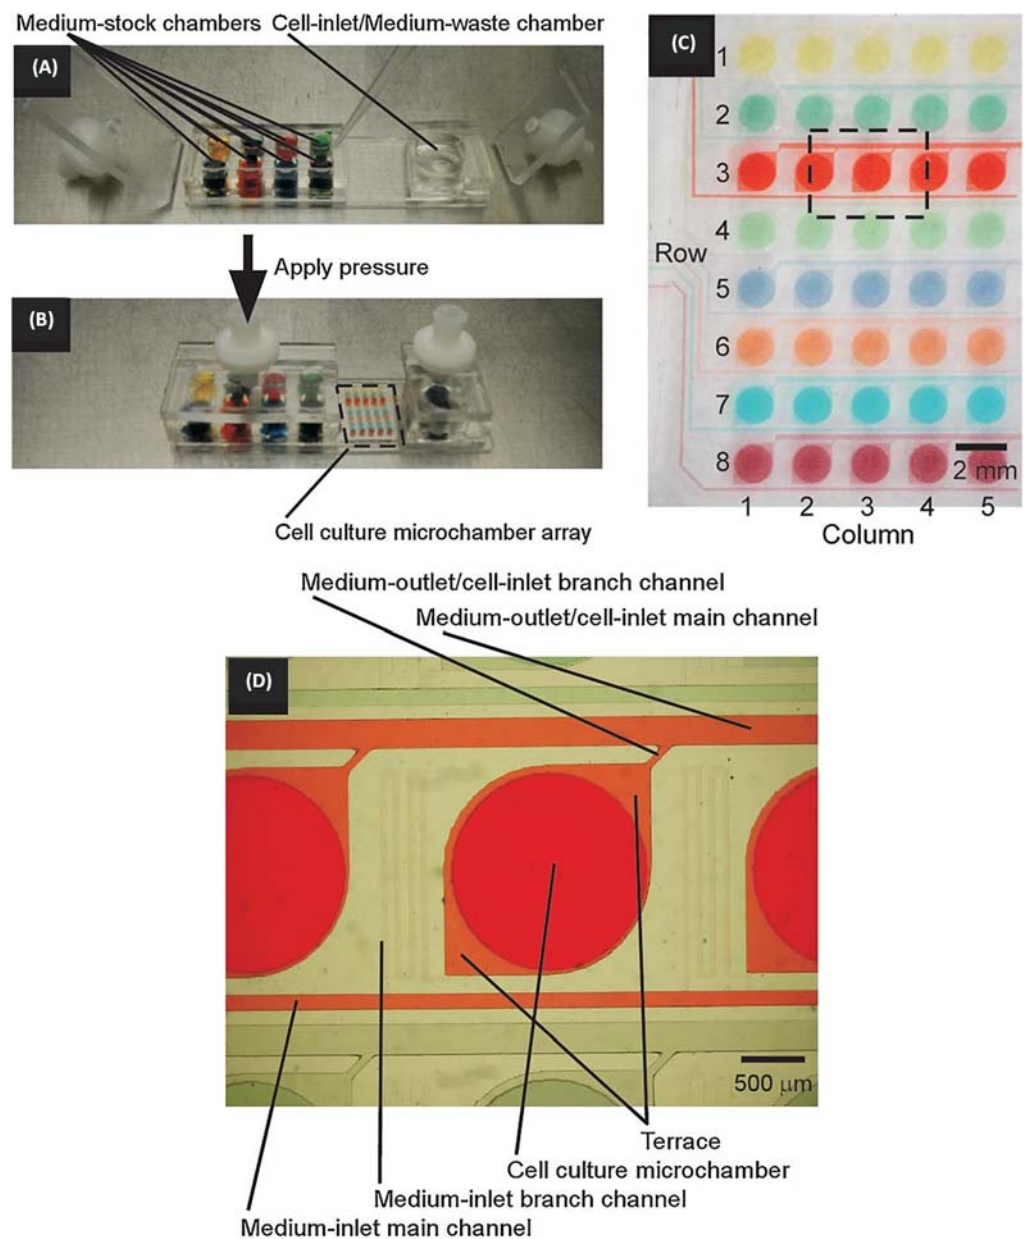 Medium-stock chambers Cell-inlet/Medium-waste chamber
(A)
Apply pressure
(B)
Cell culture microchamber array
(C)
1
2
3
4
Row
5
6
7
8
2 mm
1 2 3 4 5
Column
Medium-outlet/cell-inlet branch channel
Medium-outlet/cell-inlet main channel
(D)
500 μm
Terrace
Cell culture microchamber
Medium-inlet branch channel
Medium-inlet main channel